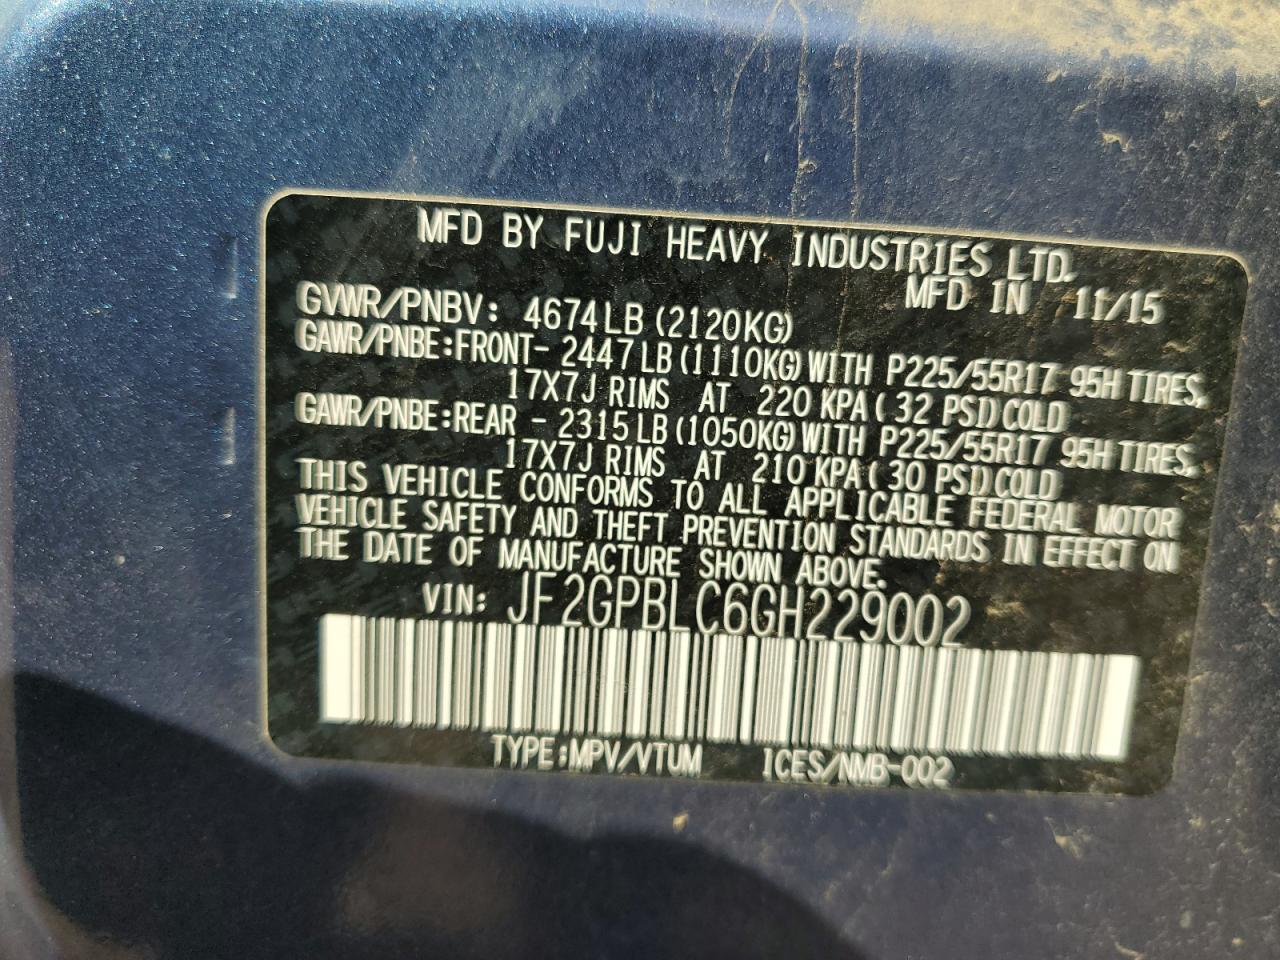 MFD BY FUJI HEAVY INDUSTRIES LTD.
MFD IN 11/15
GVWR/PNBV: 4674LB (2120KG)
GAWR/PNBE:FRONT- 2447LB (1110KG) WITH P225/55R17 95H TIRES,
17X7J RIMS AT 220 KPA ( 32 PSI) COLD
GAWR/PNBE:REAR - 2315LB (1050KG) WITH P225/55R17 95H TIRES,
17X7J RIMS AT 210 KPA ( 30 PSI) COLD
THIS VEHICLE CONFORMS TO ALL APPLICABLE FEDERAL MOTOR
VEHICLE SAFETY AND THEFT PREVENTION STANDARDS IN EFFECT ON
THE DATE OF MANUFACTURE SHOWN ABOVE.
VIN: JF2GPBLC6GH229002
TYPE:MPV/VTUM ICES/NMB-002